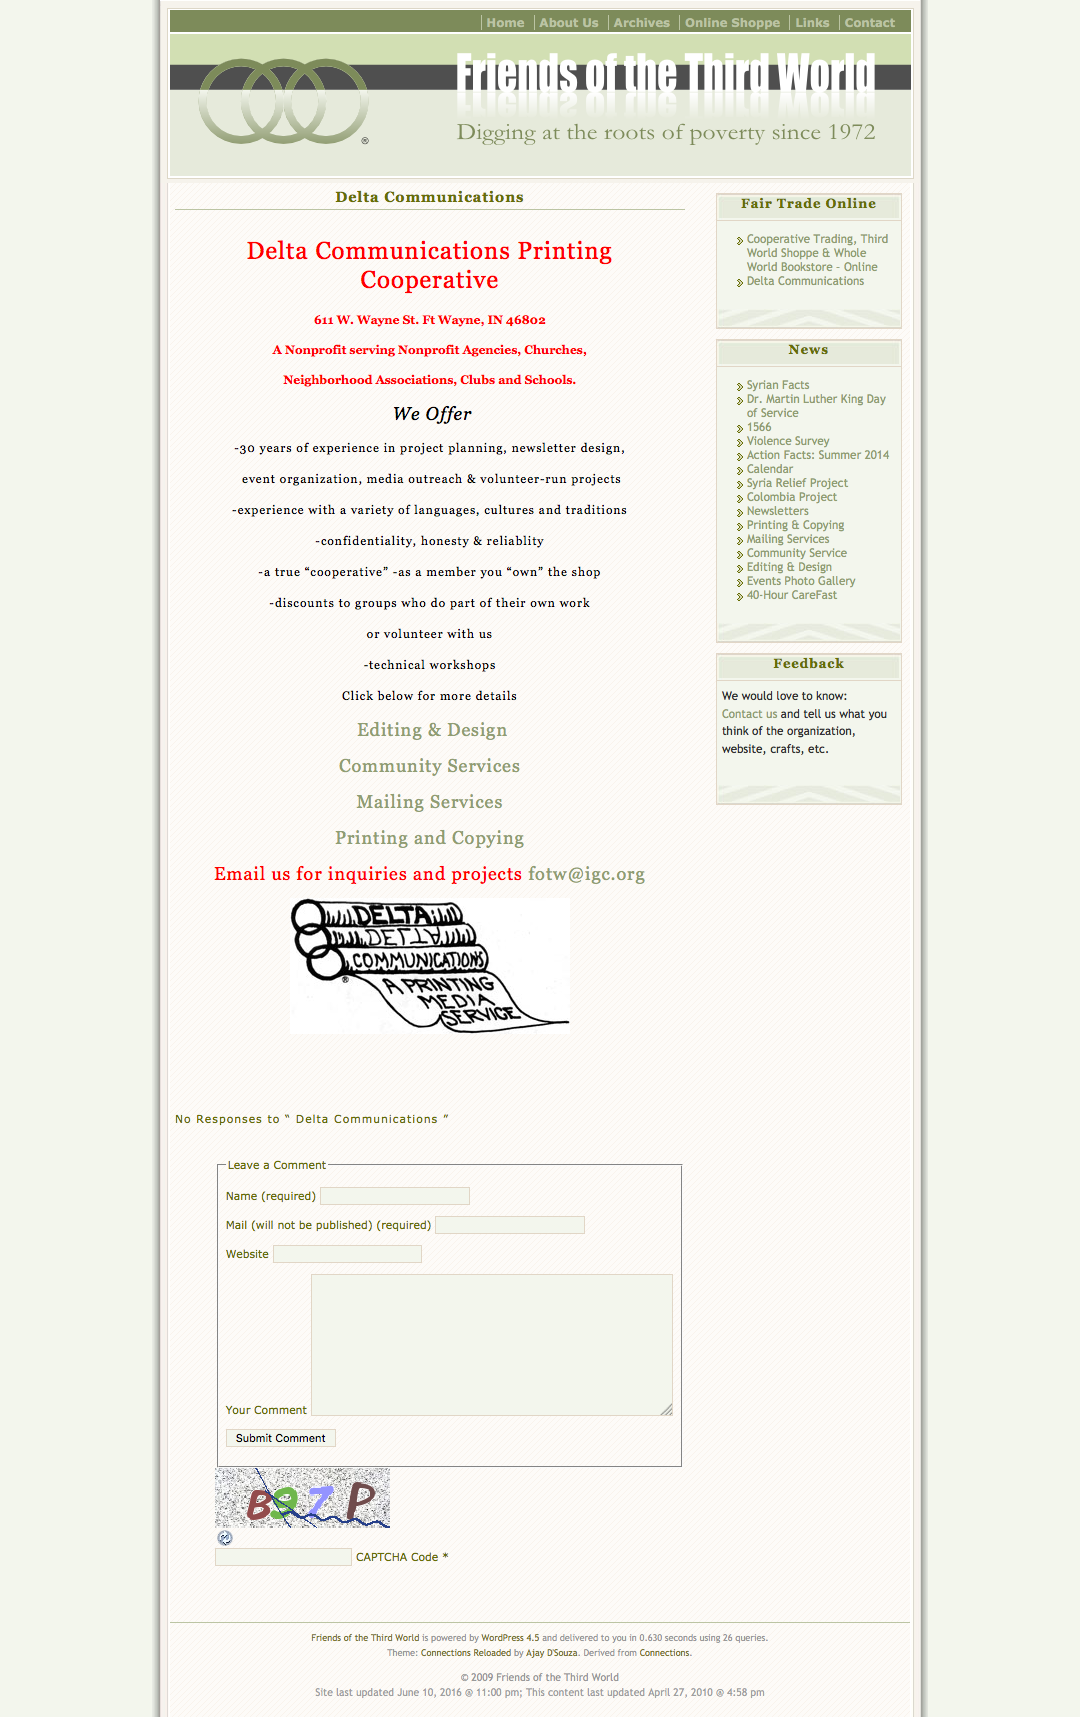 Home
About Us
Archives
Online Shoppe
Links
Contact
Friends of the Third World
Digging at the roots of poverty since 1972
®
Delta Communications
Delta Communications Printing
Cooperative
611 W. Wayne St. Ft Wayne, IN 46802
A Nonprofit serving Nonprofit Agencies, Churches,
Neighborhood Associations, Clubs and Schools.
We Offer
-30 years of experience in project planning, newsletter design,
event organization, media outreach & volunteer-run projects
-experience with a variety of languages, cultures and traditions
-confidentiality, honesty & reliablity
-a true “cooperative” -as a member you “own” the shop
-discounts to groups who do part of their own work
or volunteer with us
-technical workshops
Click below for more details
Editing & Design
Community Services
Mailing Services
Printing and Copying
Email us for inquiries and projects fotw@igc.org
DELTA
DELTA
COMMUNICATIONS
®
A PRINTING
MEDIA
SERVICE
No Responses to “ Delta Communications ”
Leave a Comment
Name (required)
Mail (will not be published) (required)
Website
Your Comment
Submit Comment
B97P
CAPTCHA Code *
Fair Trade Online
Cooperative Trading, Third
World Shoppe & Whole
World Bookstore – Online
Delta Communications
News
Syrian Facts
Dr. Martin Luther King Day
of Service
1566
Violence Survey
Action Facts: Summer 2014
Calendar
Syria Relief Project
Colombia Project
Newsletters
Printing & Copying
Mailing Services
Community Service
Editing & Design
Events Photo Gallery
40-Hour CareFast
Feedback
We would love to know:
Contact us and tell us what you
think of the organization,
website, crafts, etc.
Friends of the Third World is powered by WordPress 4.5 and delivered to you in 0.630 seconds using 26 queries.
Theme: Connections Reloaded by Ajay D'Souza. Derived from Connections.
© 2009 Friends of the Third World
Site last updated June 10, 2016 @ 11:00 pm; This content last updated April 27, 2010 @ 4:58 pm